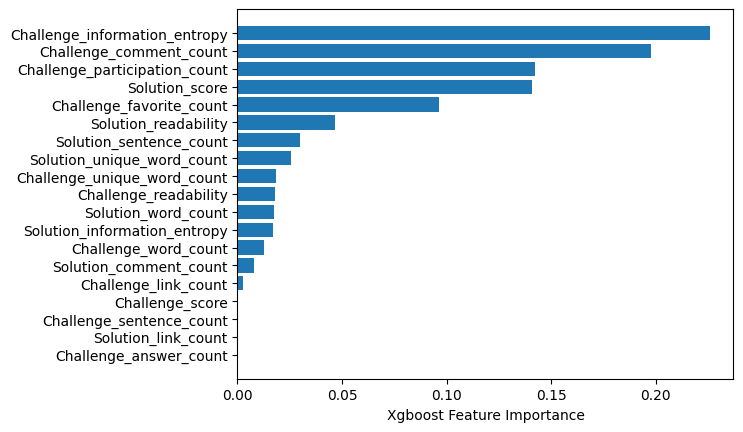 Challenge_information_entropy
Challenge_comment_count
Challenge_participation_count
Solution_score
Challenge_favorite_count
Solution_readability
Solution_sentence_count
Solution_unique_word_count
Challenge_unique_word_count
Challenge_readability
Solution_word_count
Solution_information_entropy
Challenge_word_count
Solution_comment_count
Challenge_link_count
Challenge_score
Challenge_sentence_count
Solution_link_count
Challenge_answer_count
0.00 0.05 0.10 0.15 0.20
Xgboost Feature Importance